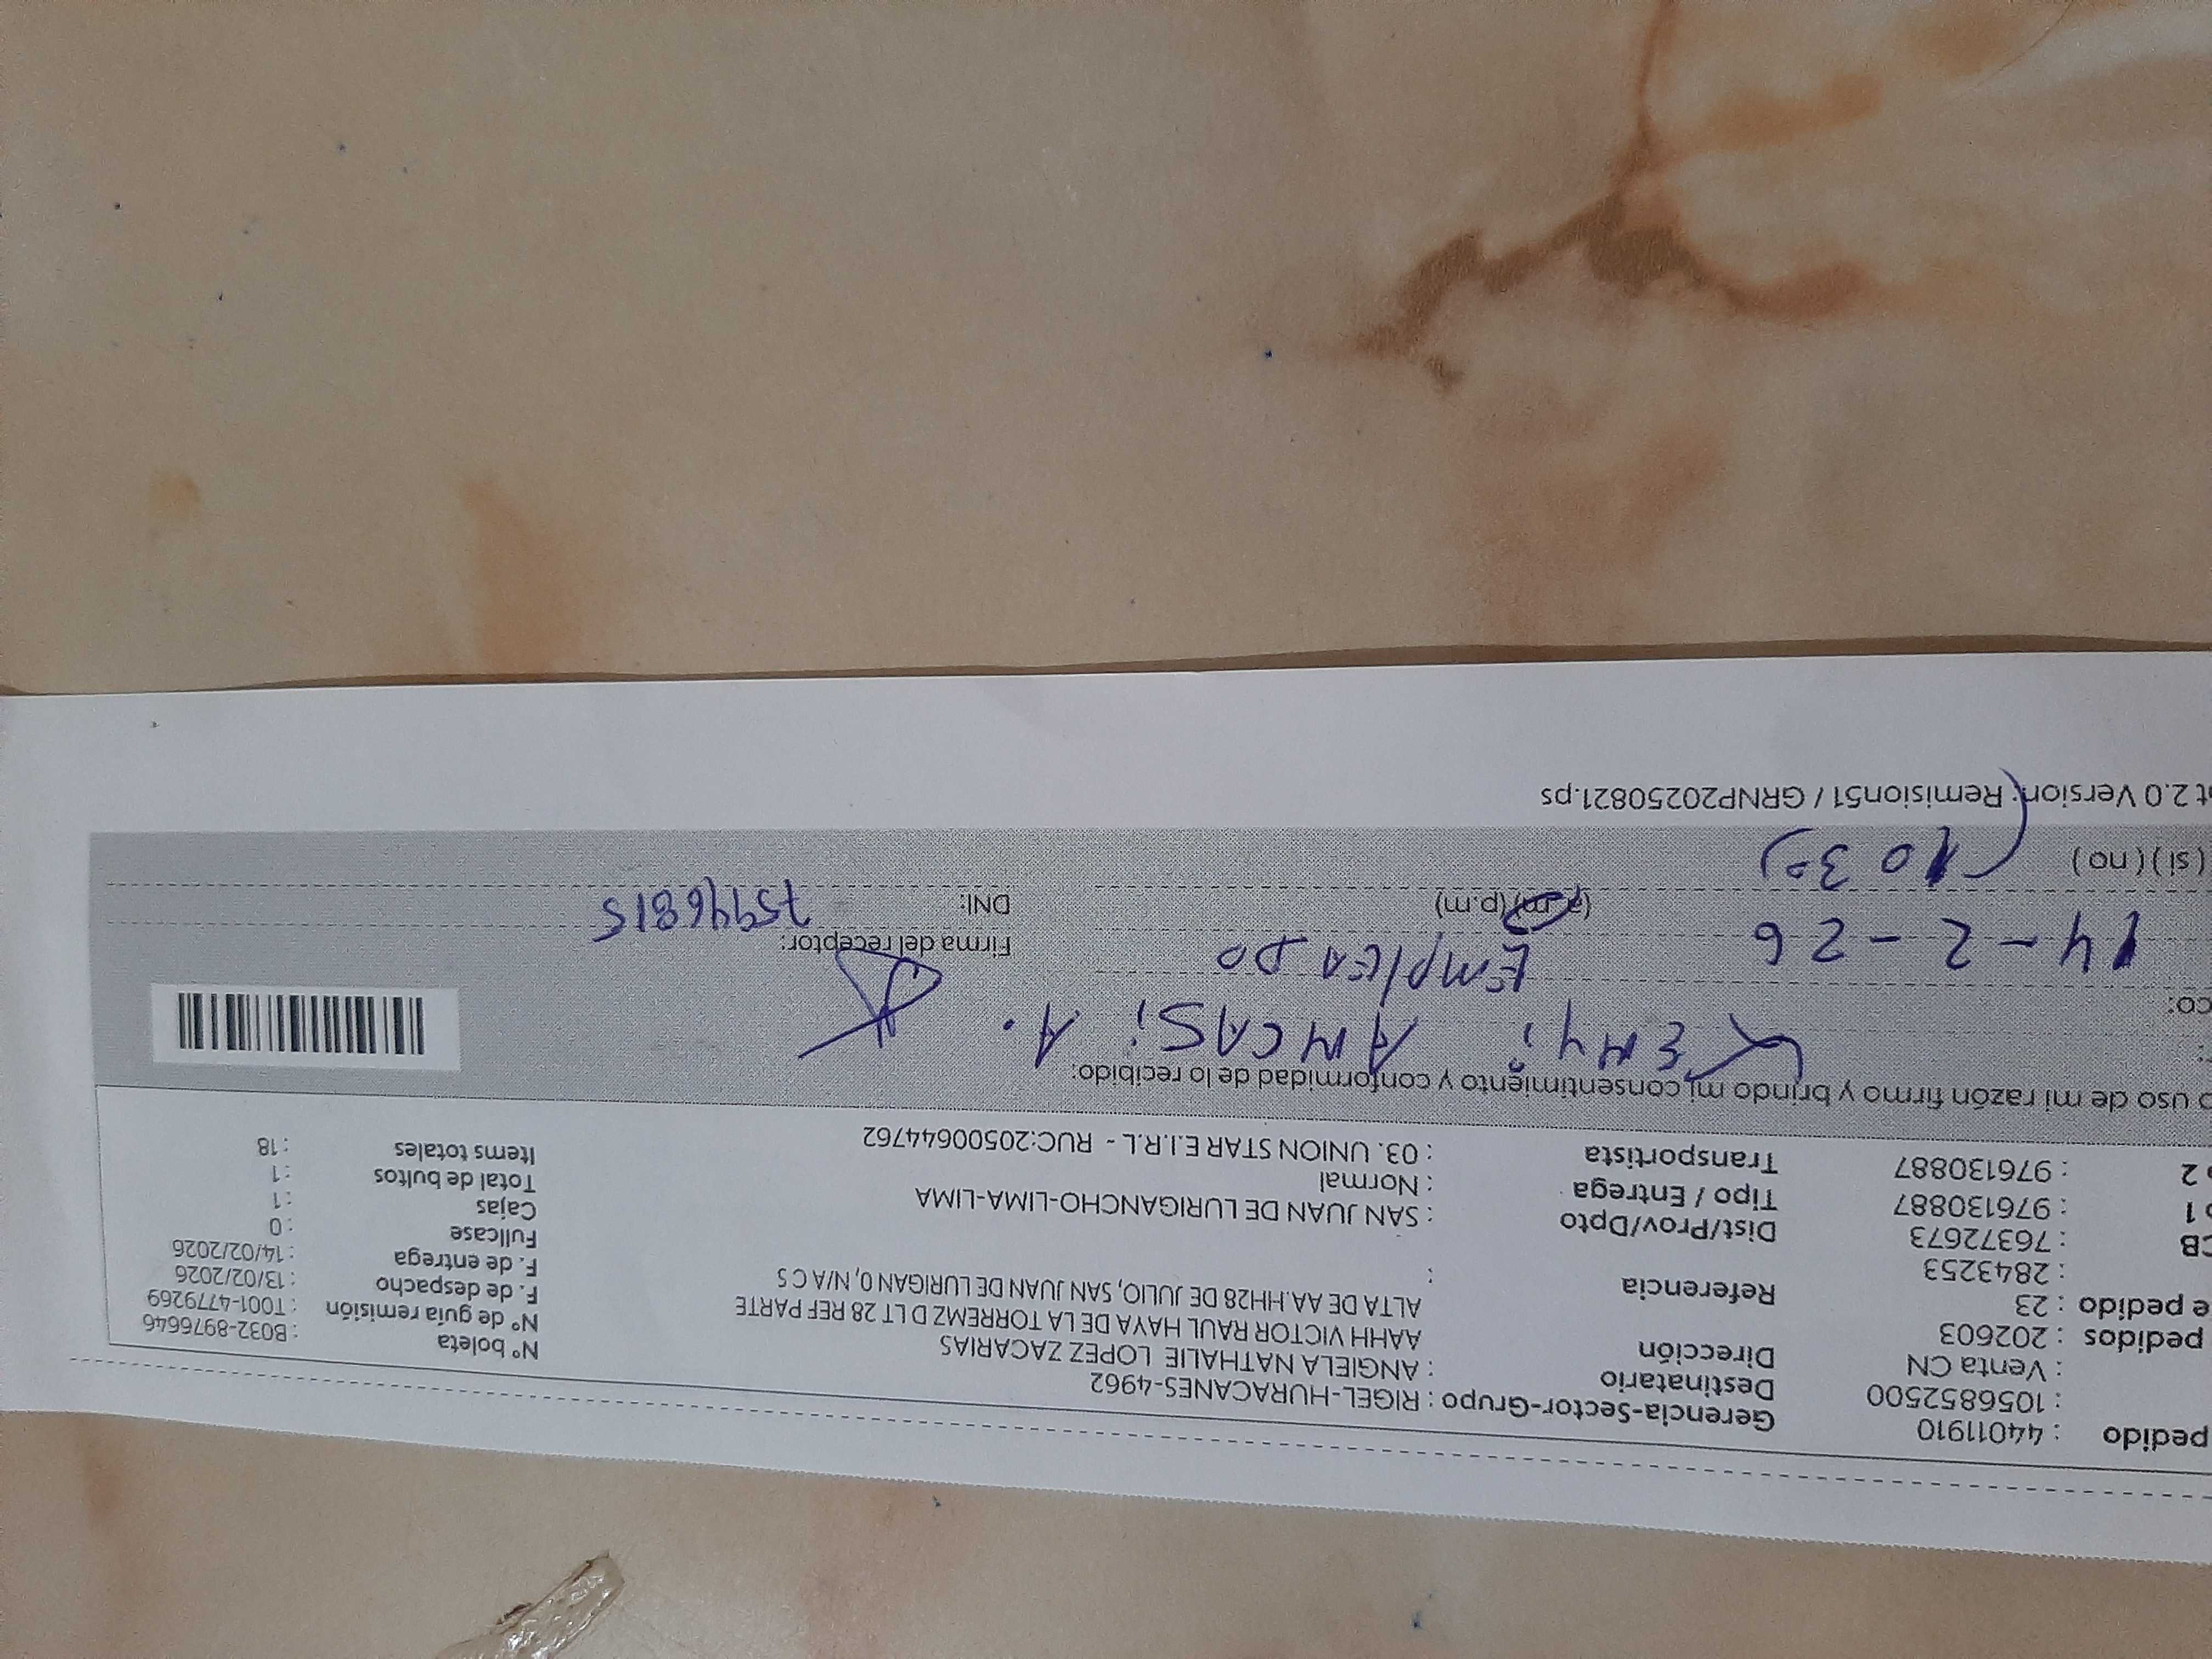 pedido : 44011910 Gerencia-Sector-Grupo : RIGEL-HURACANES-4962
: 1056852500 Destinatario : ANGIELA NATHALIE LOPEZ ZACARIAS Nº boleta : B032-8976646
: Venta CN Dirección AAHH VICTOR RAUL HAYA DE LA TORREMZ D LT 28 REF PARTE Nº de guía remisión : T001-4779269
pedidos : 202603 ALTA DE AA.HH28 DE JULIO, SAN JUAN DE LURIGAN 0, N/A C S F. de despacho : 13/02/2026
e pedido : 23 Referencia : F. de entrega : 14/02/2026
: 2843253 Fullcase : 0
CB : 76372673 Dist/Prov/Dpto : SAN JUAN DE LURIGANCHO-LIMA-LIMA Cajas : 1
o 1 : 976130887 Tipo / Entrega : Normal Total de bultos : 1
o 2 : 976130887 Transportista : 03. UNION STAR E.I.R.L - RUC:20500644762 Items totales : 18
o uso de mi razón firmo y brindo mi consentimiento y conformidad de lo recibido:
AMCASi A.
co: EmplEADO
Firma del receptor:
14-2-26
(a.m)(p.m) DNI: 75946815
(si) (no) (10 30)
t 2.0 Version: Remision51 / GRNP20250821.ps